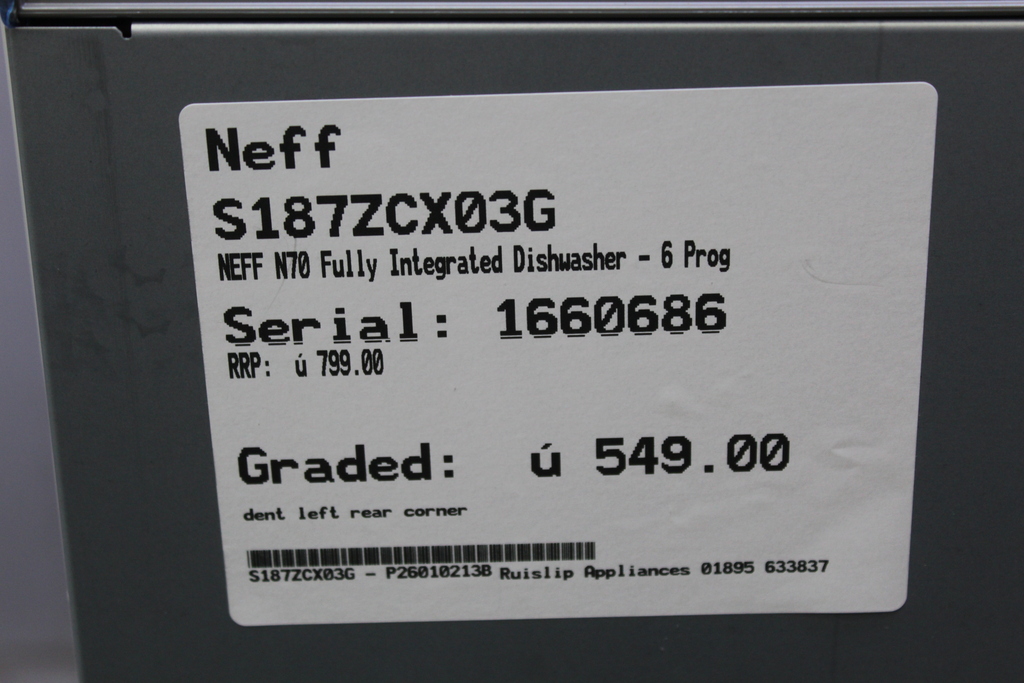 Neff
S187ZCX03G
NEFF N70 Fully Integrated Dishwasher - 6 Prog
Serial: 1660686
RRP: ú 799.00
Graded: ú 549.00
dent left rear corner
S187ZCX03G - P26010213B Ruislip Appliances 01895 633837